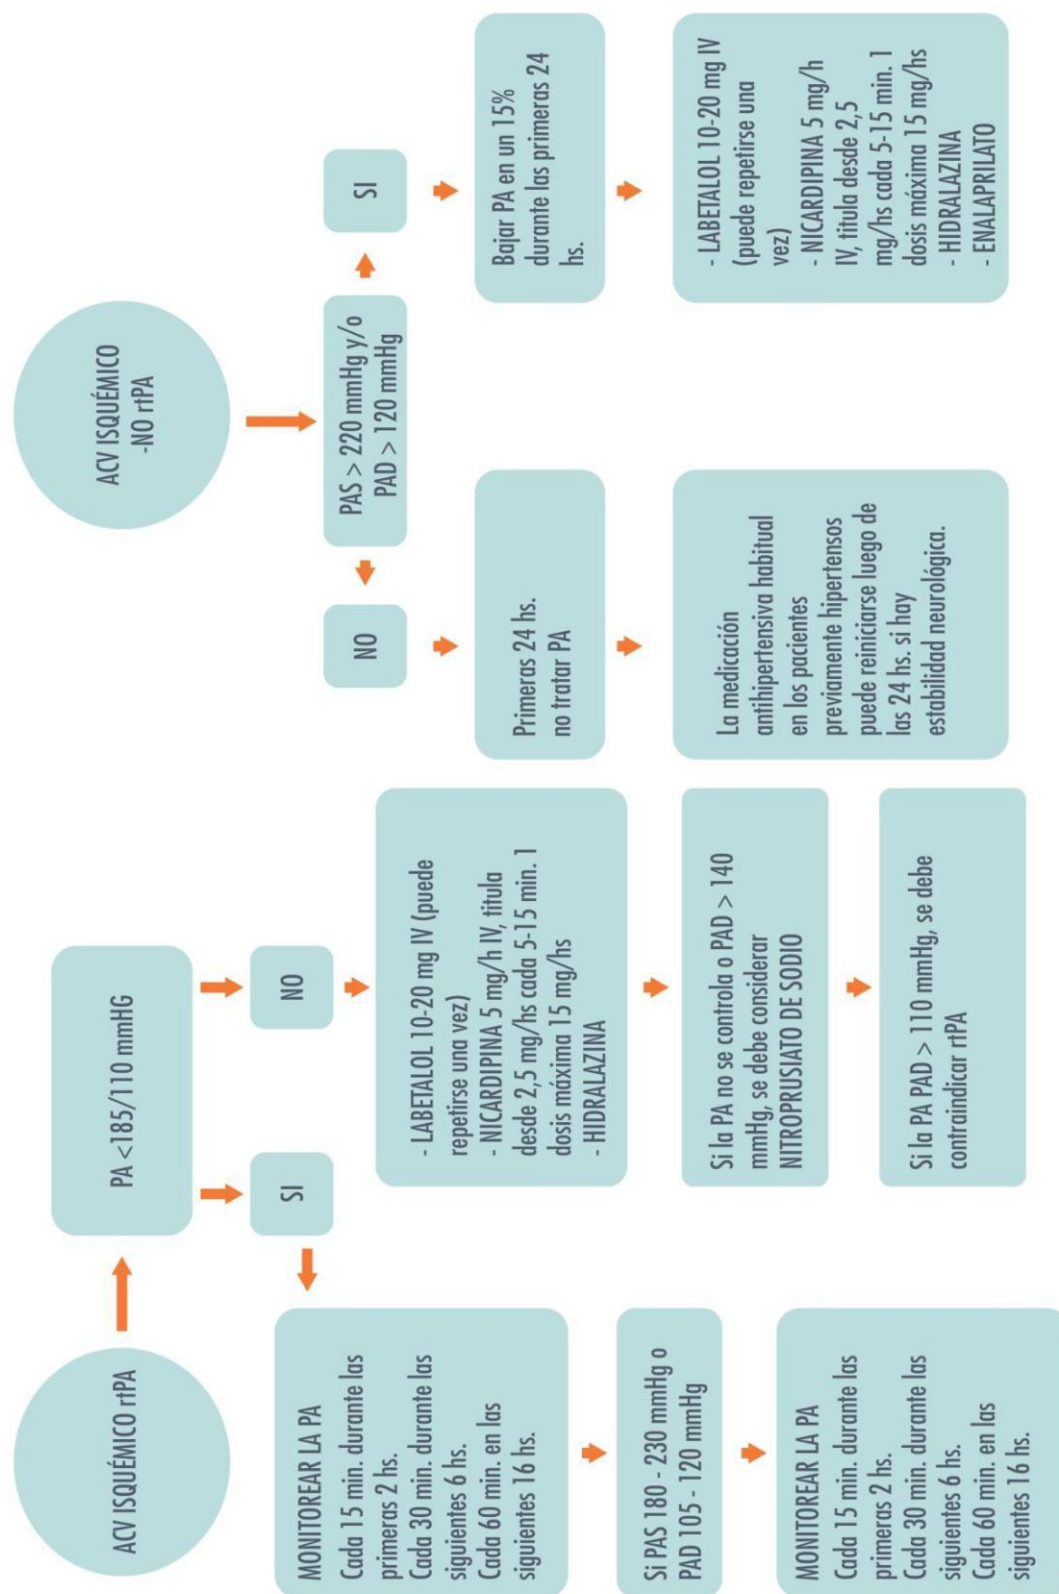 ACV ISQUÉMICO rtPA
PA <185/110 mmHG
SI
NO
MONITOREAR LA PA
Cada 15 min. durante las
primeras 2 hs.
Cada 30 min. durante las
siguientes 6 hs.
Cada 60 min. en las
siguientes 16 hs.
Si PAS 180 - 230 mmHg o
PAD 105 - 120 mmHg
MONITOREAR LA PA
Cada 15 min. durante las
primeras 2 hs.
Cada 30 min. durante las
siguientes 6 hs.
Cada 60 min. en las
siguientes 16 hs.
- LABETALOL 10-20 mg IV (puede
repetirse una vez)
- NICARDIPINA 5 mg/h IV, titula
desde 2,5 mg/hs cada 5-15 min. 1
dosis máxima 15 mg/hs
- HIDRALAZINA
Si la PA no se controla o PAD > 140
mmHg, se debe considerar
NITROPRUSIATO DE SODIO
Si la PA PAD > 110 mmHg, se debe
contraindicar rtPA
ACV ISQUÉMICO
-NO rtPA
PAS > 220 mmHg y/o
PAD > 120 mmHg
NO
SI
Primeras 24 hs.
no tratar PA
La medicación
antihipertensiva habitual
en los pacientes
previamente hipertensos
puede reiniciarse luego de
las 24 hs. si hay
estabilidad neurológica.
Bajar PA en un 15%
durante las primeras 24
hs.
- LABETALOL 10-20 mg IV
(puede repetirse una
vez)
- NICARDIPINA 5 mg/h
IV, titula desde 2,5
mg/hs cada 5-15 min. 1
dosis máxima 15 mg/hs
- HIDRALAZINA
- ENALAPRILATO